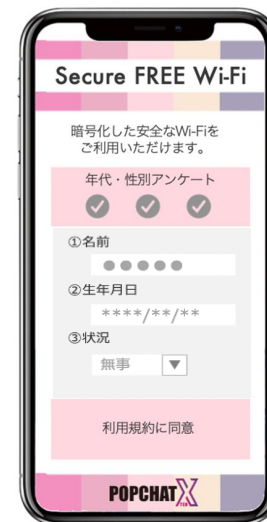 Secure FREE Wi-Fi
暗号化した安全なWi-Fiを
ご利用いただけます。
年代・性別アンケート
①名前
●●●●●
②生年月日
****/**/**
③状況
無事 ▼
利用規約に同意
POPCHAT X
TEN